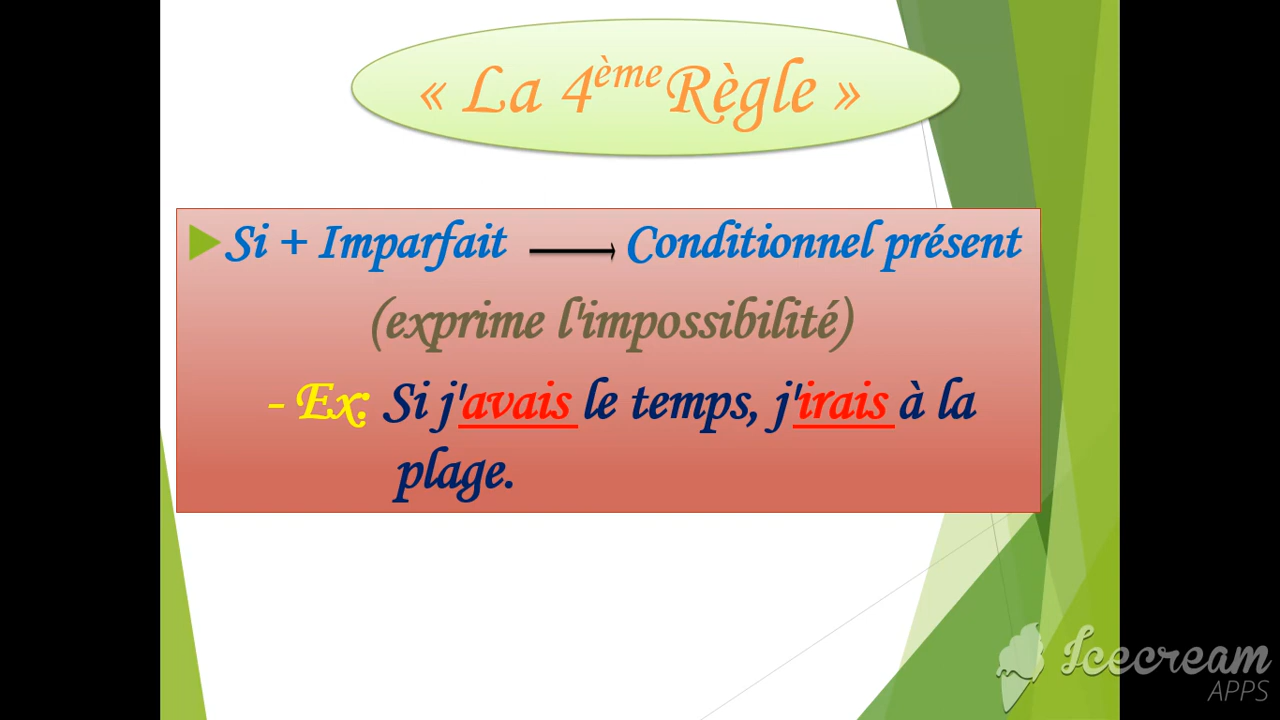 « La 4ème Règle »
Si + Imparfait → Conditionnel présent
(exprime l'impossibilité)
- Ex: Si j'avais le temps, j'irais à la
plage.
Icecream
APPS